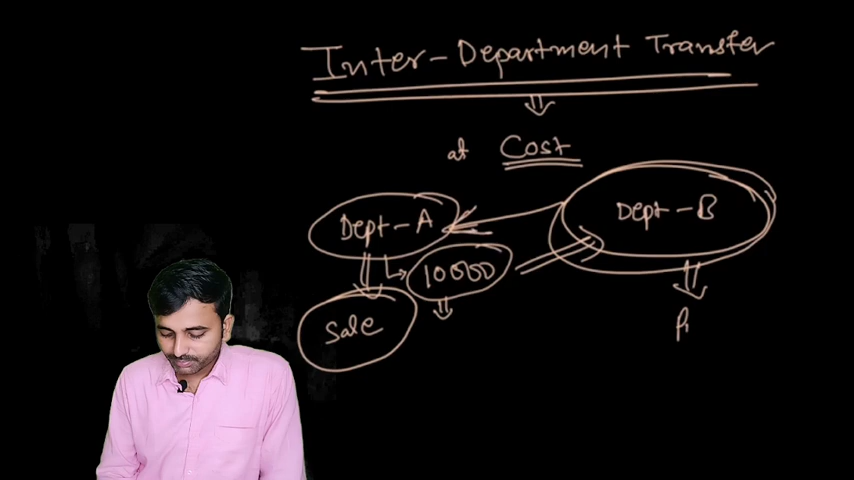 Inter-Department Transfer
at Cost
Dept-A
Dept-B
10000
Sale